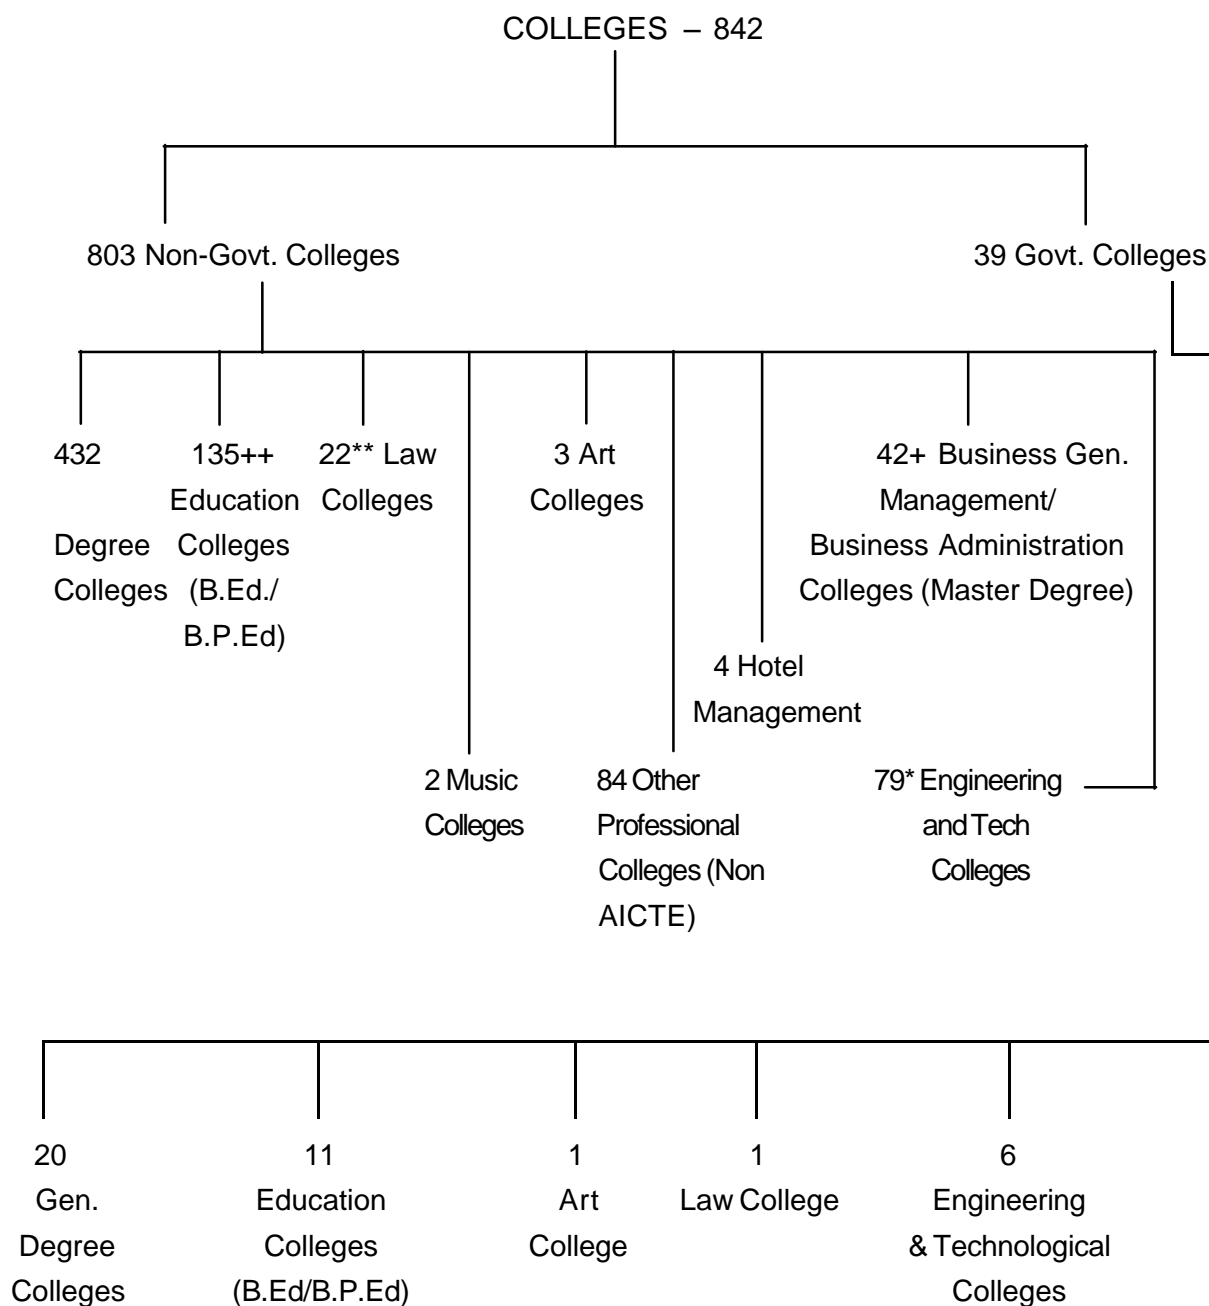 COLLEGES – 842
803 Non-Govt. Colleges
39 Govt. Colleges
432
Degree
Colleges
135++
Education
Colleges
(B.Ed./
B.P.Ed)
22** Law
Colleges
3 Art
Colleges
42+ Business Gen.
Management/
Business Administration
Colleges (Master Degree)
4 Hotel
Management
2 Music
Colleges
84 Other
Professional
Colleges (Non
AICTE)
79* Engineering
and Tech
Colleges
20
Gen.
Degree
Colleges
11
Education
Colleges
(B.Ed/B.P.Ed)
1
Art
College
1
Law College
6
Engineering
& Technological
Colleges